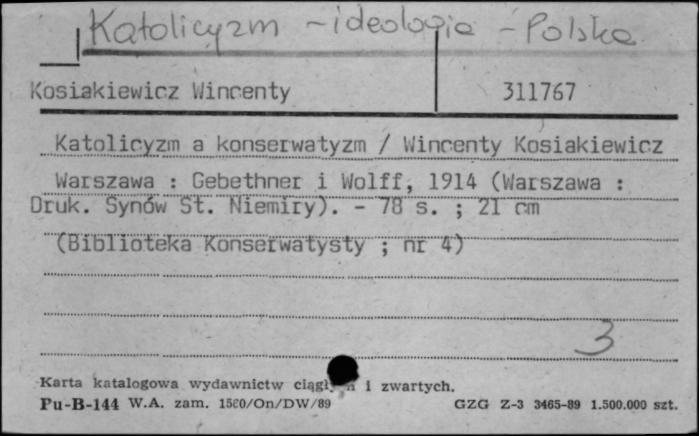 Katolicyzm - ideologia - Polska
Kosiakiewicz Wincenty 311767
Katolicyzm a konserwatyzm / Wincenty Kosiakiewicz
Warszawa : Gebethner i Wolff, 1914 (Warszawa :
Druk. Synów St. Niemiry). - 78 s. ; 21 cm
(Biblioteka Konserwatysty ; nr 4)
3
Karta katalogowa wydawnictw i zwartych.
Pu-B-144 W.A. zam. 1560/On/DW/89 GZG Z-3 3465-89 1.500.000 szt.